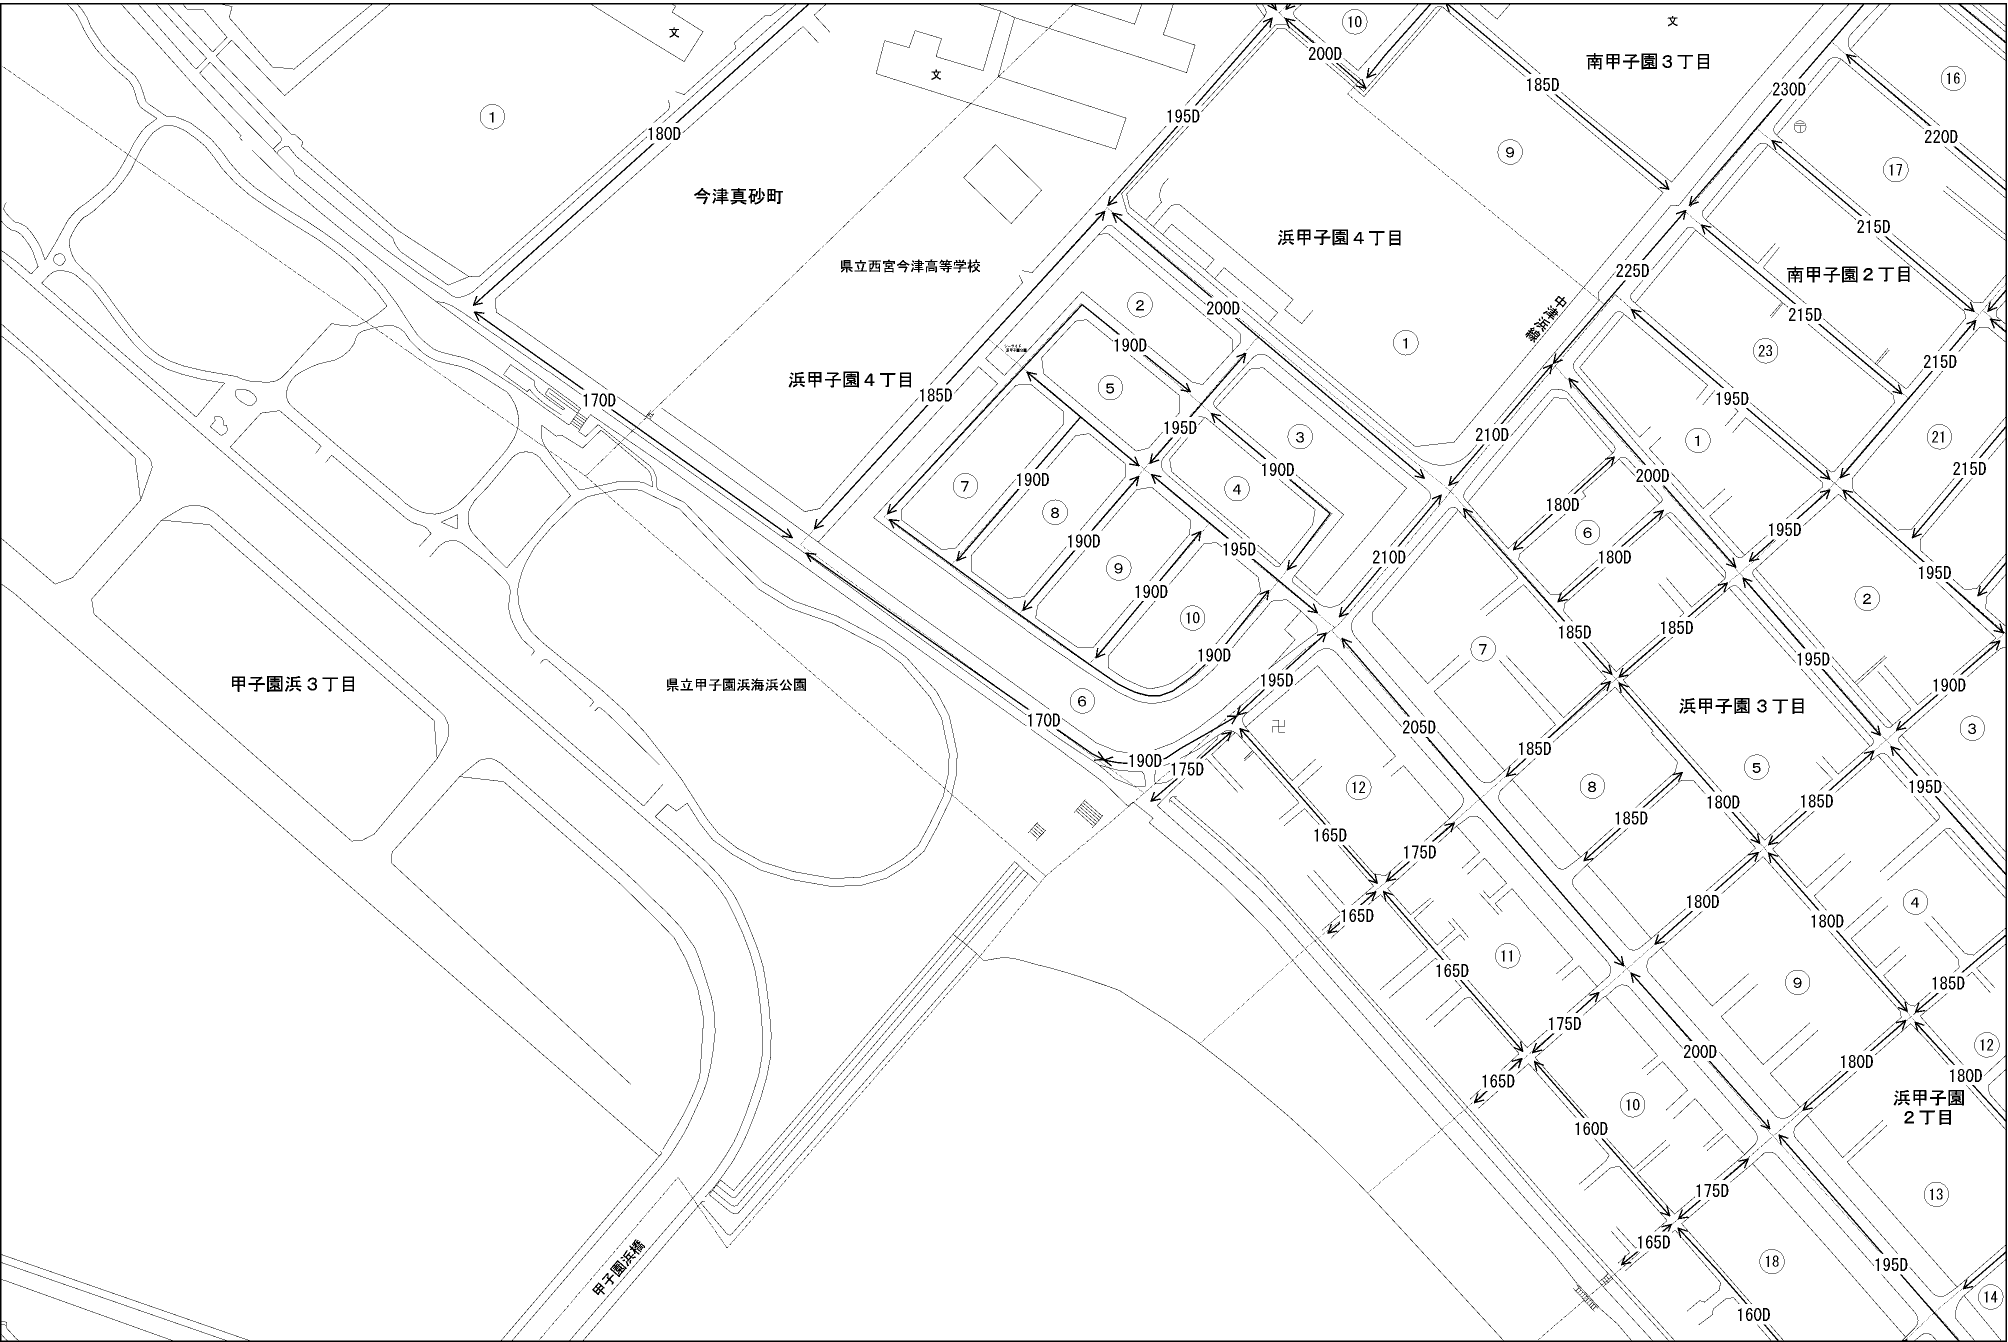 文
文
文
⑩
200D
185D
南甲子園３丁目
230D
⑯
①
180D
195D
220D
⑨
⑰
今津真砂町
215D
県立西宮今津高等学校
浜甲子園４丁目
225D
南甲子園２丁目
②
200D
中津浜線
215D
190D
①
㉓
215D
浜甲子園４丁目
⑤
185D
170D
195D
195D
③
210D
①
㉑
190D
215D
⑦
190D
④
200D
⑧
180D
190D
195D
⑥
195D
210D
180D
195D
⑨
190D
②
⑩
185D
185D
190D
⑦
195D
甲子園浜３丁目
県立甲子園浜海浜公園
195D
190D
⑥
浜甲子園３丁目
170D
205D
③
卍
190D
185D
175D
⑤
⑫
⑧
195D
180D
185D
165D
185D
175D
180D
④
165D
180D
⑪
165D
⑨
185D
175D
200D
⑫
165D
180D
180D
浜甲子園
２丁目
⑩
160D
175D
⑬
165D
甲子園浜橋
⑱
195D
⑭
160D